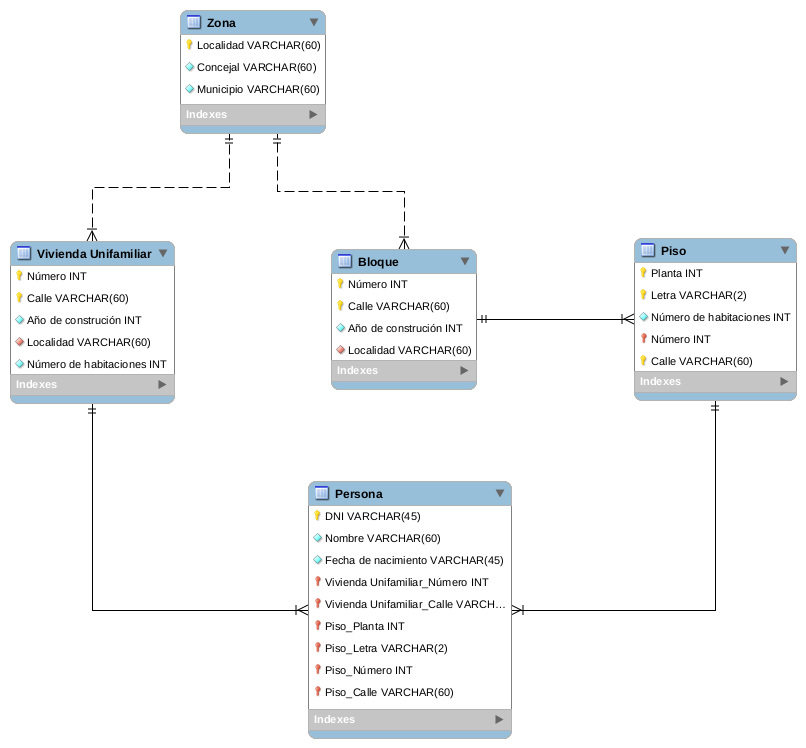 Zona
Localidad VARCHAR(60)
Concejal VARCHAR(60)
Municipio VARCHAR(60)
Indexes
Vivienda Unifamiliar
Número INT
Calle VARCHAR(60)
Año de construción INT
Localidad VARCHAR(60)
Número de habitaciones INT
Indexes
Bloque
Número INT
Calle VARCHAR(60)
Año de construción INT
Localidad VARCHAR(60)
Indexes
Piso
Planta INT
Letra VARCHAR(2)
Número de habitaciones INT
Número INT
Calle VARCHAR(60)
Indexes
Persona
DNI VARCHAR(45)
Nombre VARCHAR(60)
Fecha de nacimiento VARCHAR(45)
Vivienda Unifamiliar_Número INT
Vivienda Unifamiliar_Calle VARCH...
Piso_Planta INT
Piso_Letra VARCHAR(2)
Piso_Número INT
Piso_Calle VARCHAR(60)
Indexes